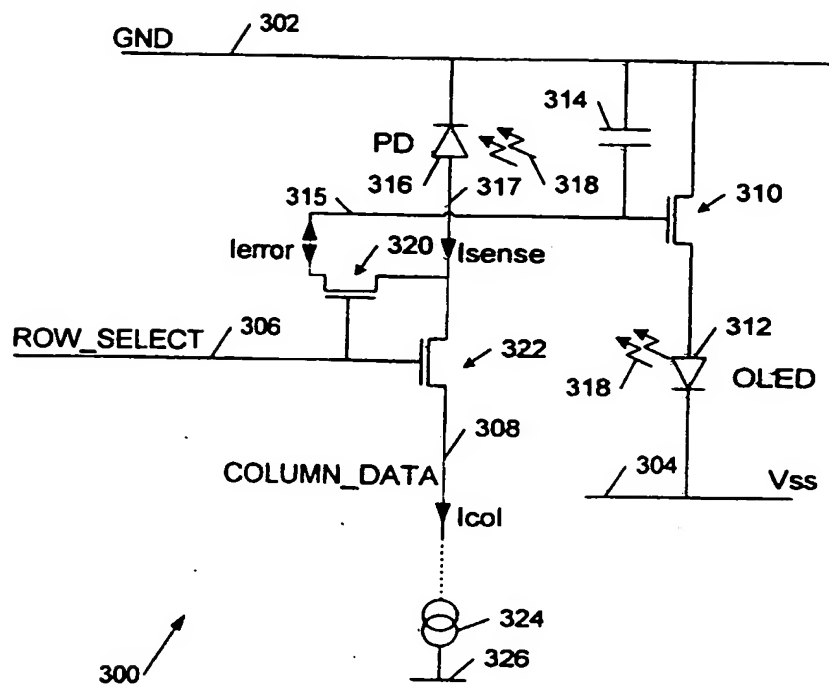 GND
302
314
PD
316
317
318
315
310
Ierror
320
Isense
ROW_SELECT
306
322
312
318
OLED
308
COLUMN_DATA
304
Vss
Icol
324
300
326